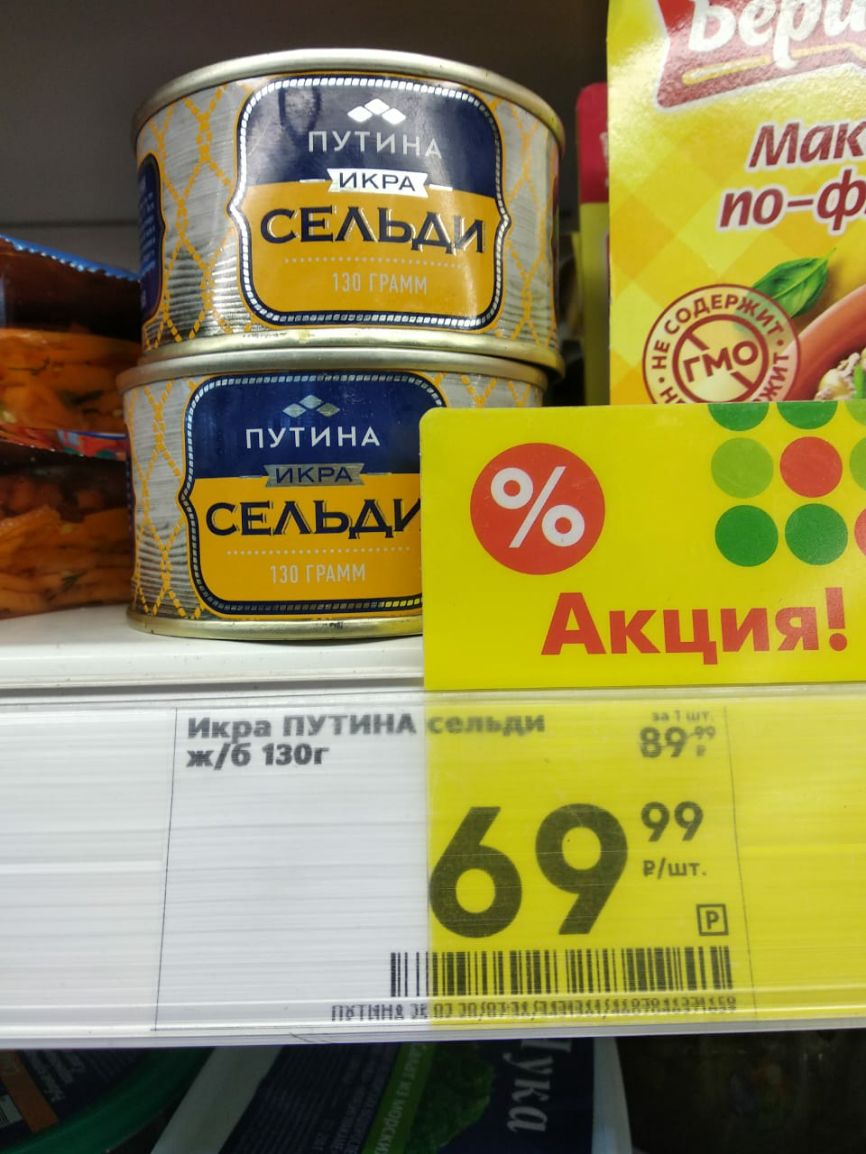 ПУТИНА
ИКРА
СЕЛЬДИ
130 ГРАММ
ПУТИНА
ИКРА
СЕЛЬДИ
130 ГРАММ
по-ф
НЕ СОДЕРЖИТ
ГМО
%
Акция!
Икра ПУТИНА сельди
ж/б 130г
за 1 шт.
89 99 ₽
69 99
₽/шт.
P
ПУТИНА